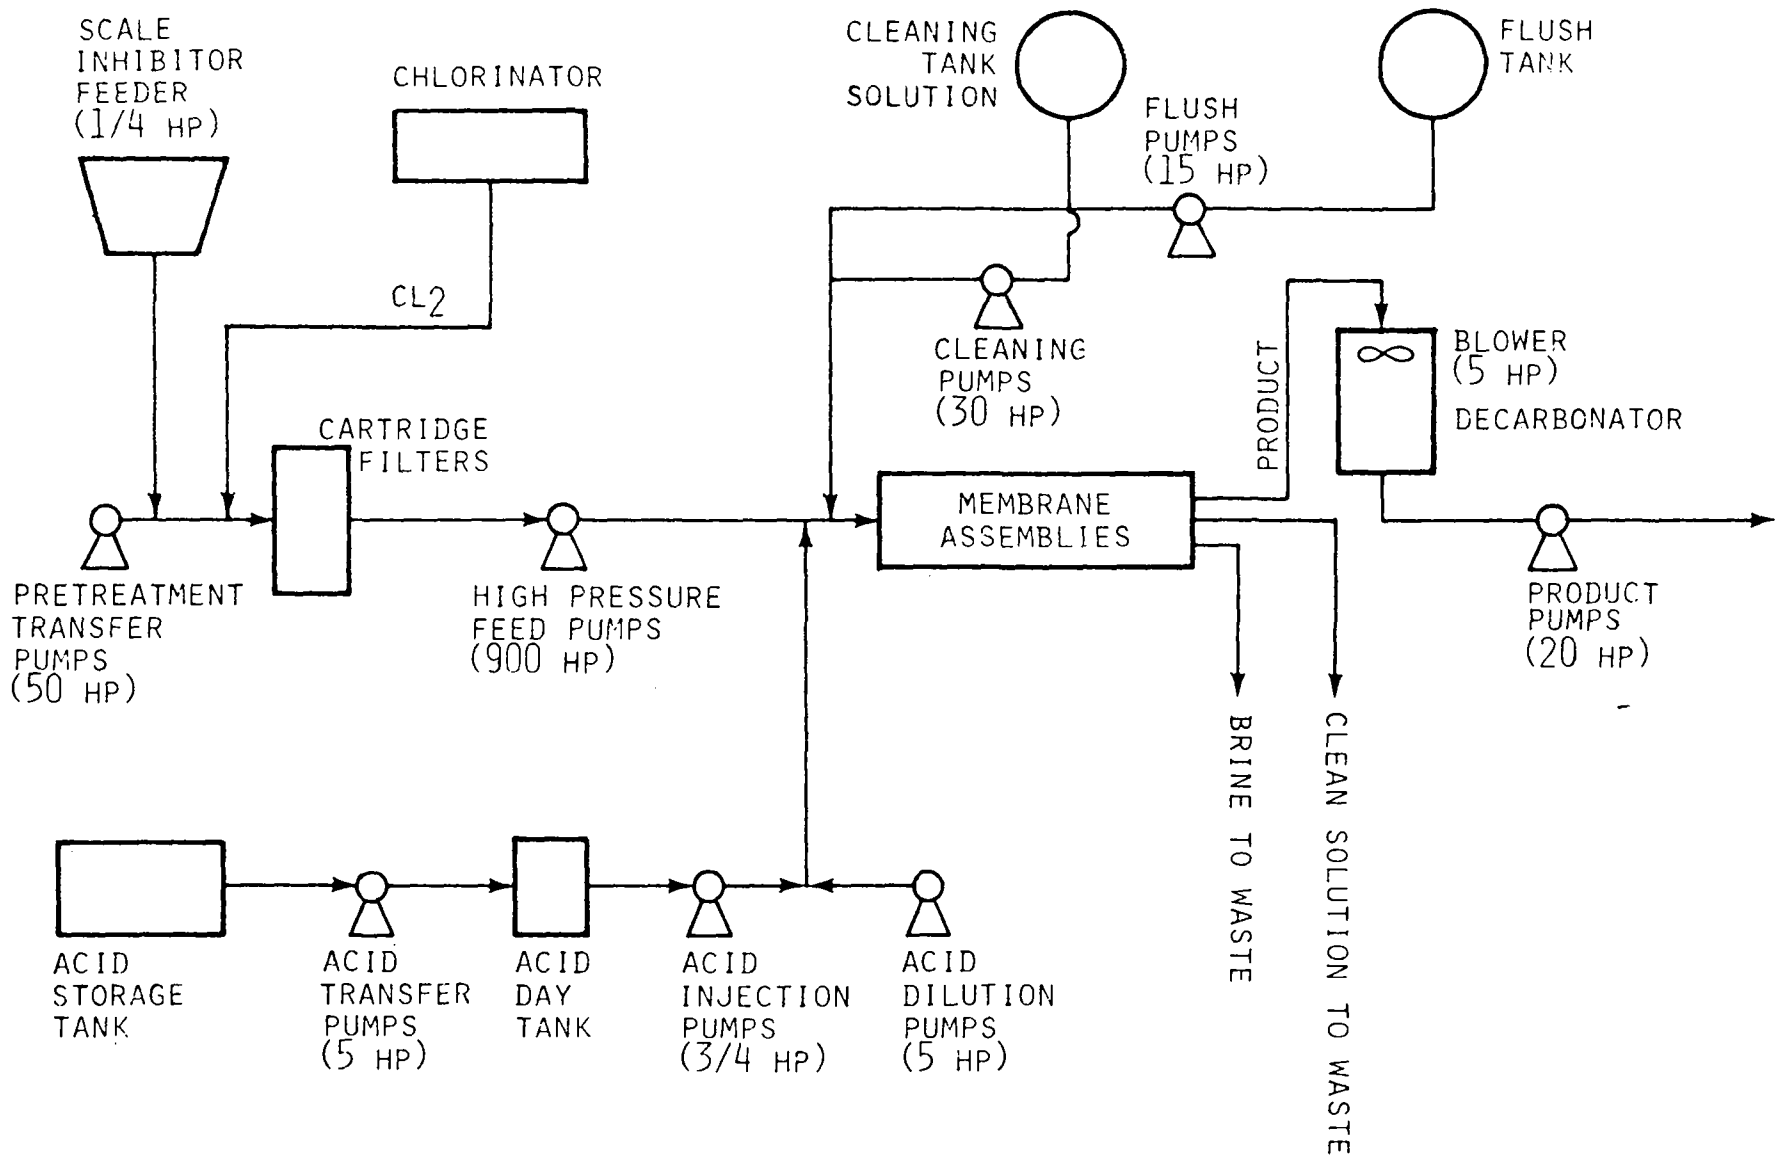 SCALE
INHIBITOR
FEEDER
(1/4 HP)
CHLORINATOR
CL2
CLEANING
TANK
SOLUTION
FLUSH
PUMPS
(15 HP)
FLUSH
TANK
CLEANING
PUMPS
(30 HP)
PRODUCT
BLOWER
(5 HP)
DECARBONATOR
CARTRIDGE
FILTERS
MEMBRANE
ASSEMBLIES
PRETREATMENT
TRANSFER
PUMPS
(50 HP)
HIGH PRESSURE
FEED PUMPS
(900 HP)
PRODUCT
PUMPS
(20 HP)
BRINE TO WASTE
CLEAN SOLUTION TO WASTE
ACID
STORAGE
TANK
ACID
TRANSFER
PUMPS
(5 HP)
ACID
DAY
TANK
ACID
INJECTION
PUMPS
(3/4 HP)
ACID
DILUTION
PUMPS
(5 HP)